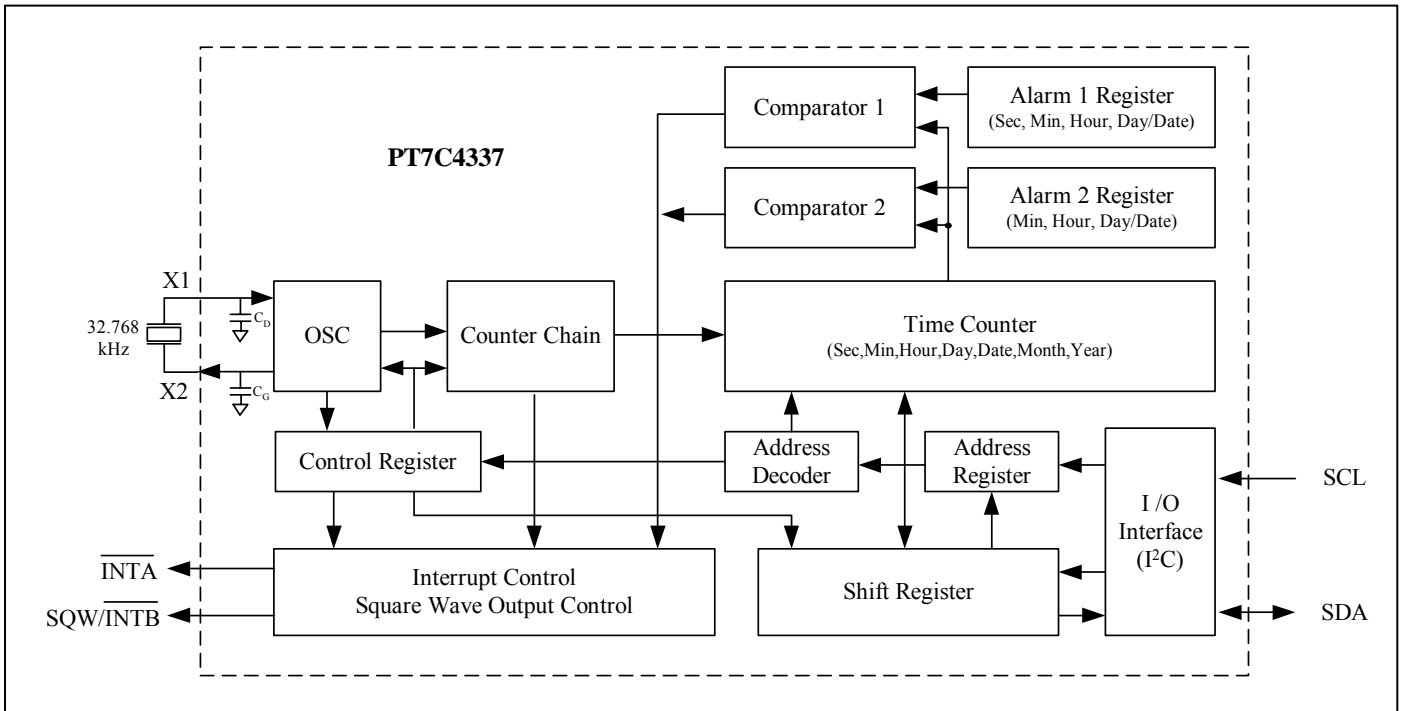 PT7C4337
Comparator 1
Alarm 1 Register
(Sec, Min, Hour, Day/Date)
Comparator 2
Alarm 2 Register
(Min, Hour, Day/Date)
X1
32.768
kHz
X2
C_D
C_G
OSC
Counter Chain
Time Counter
(Sec,Min,Hour,Day,Date,Month,Year)
Control Register
Address
Decoder
Address
Register
I /O
Interface
(I²C)
SCL
SDA
INTA
SQW/INTB
Interrupt Control
Square Wave Output Control
Shift Register